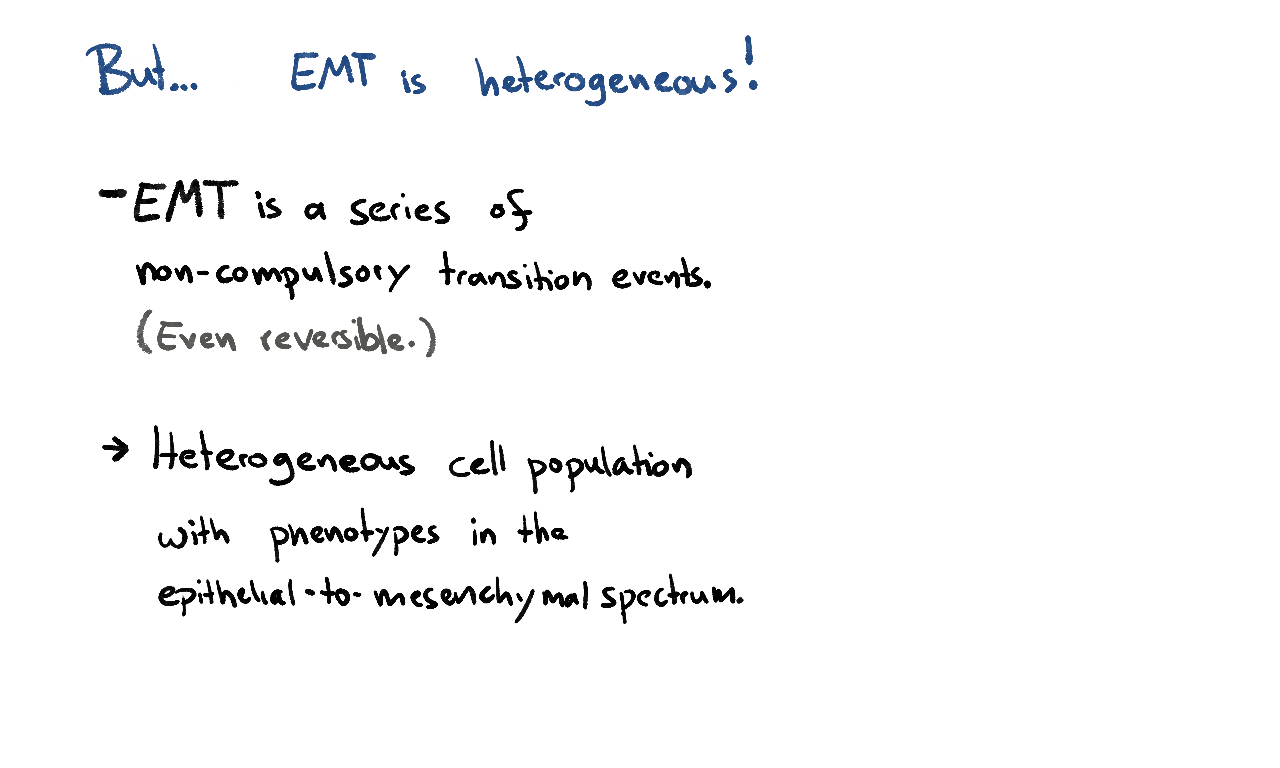 But... EMT is heterogeneous!
- EMT is a series of
non-compulsory transition events.
(Even reversible.)
→ Heterogeneous cell population
with phenotypes in the
epithelial-to-mesenchymal spectrum.